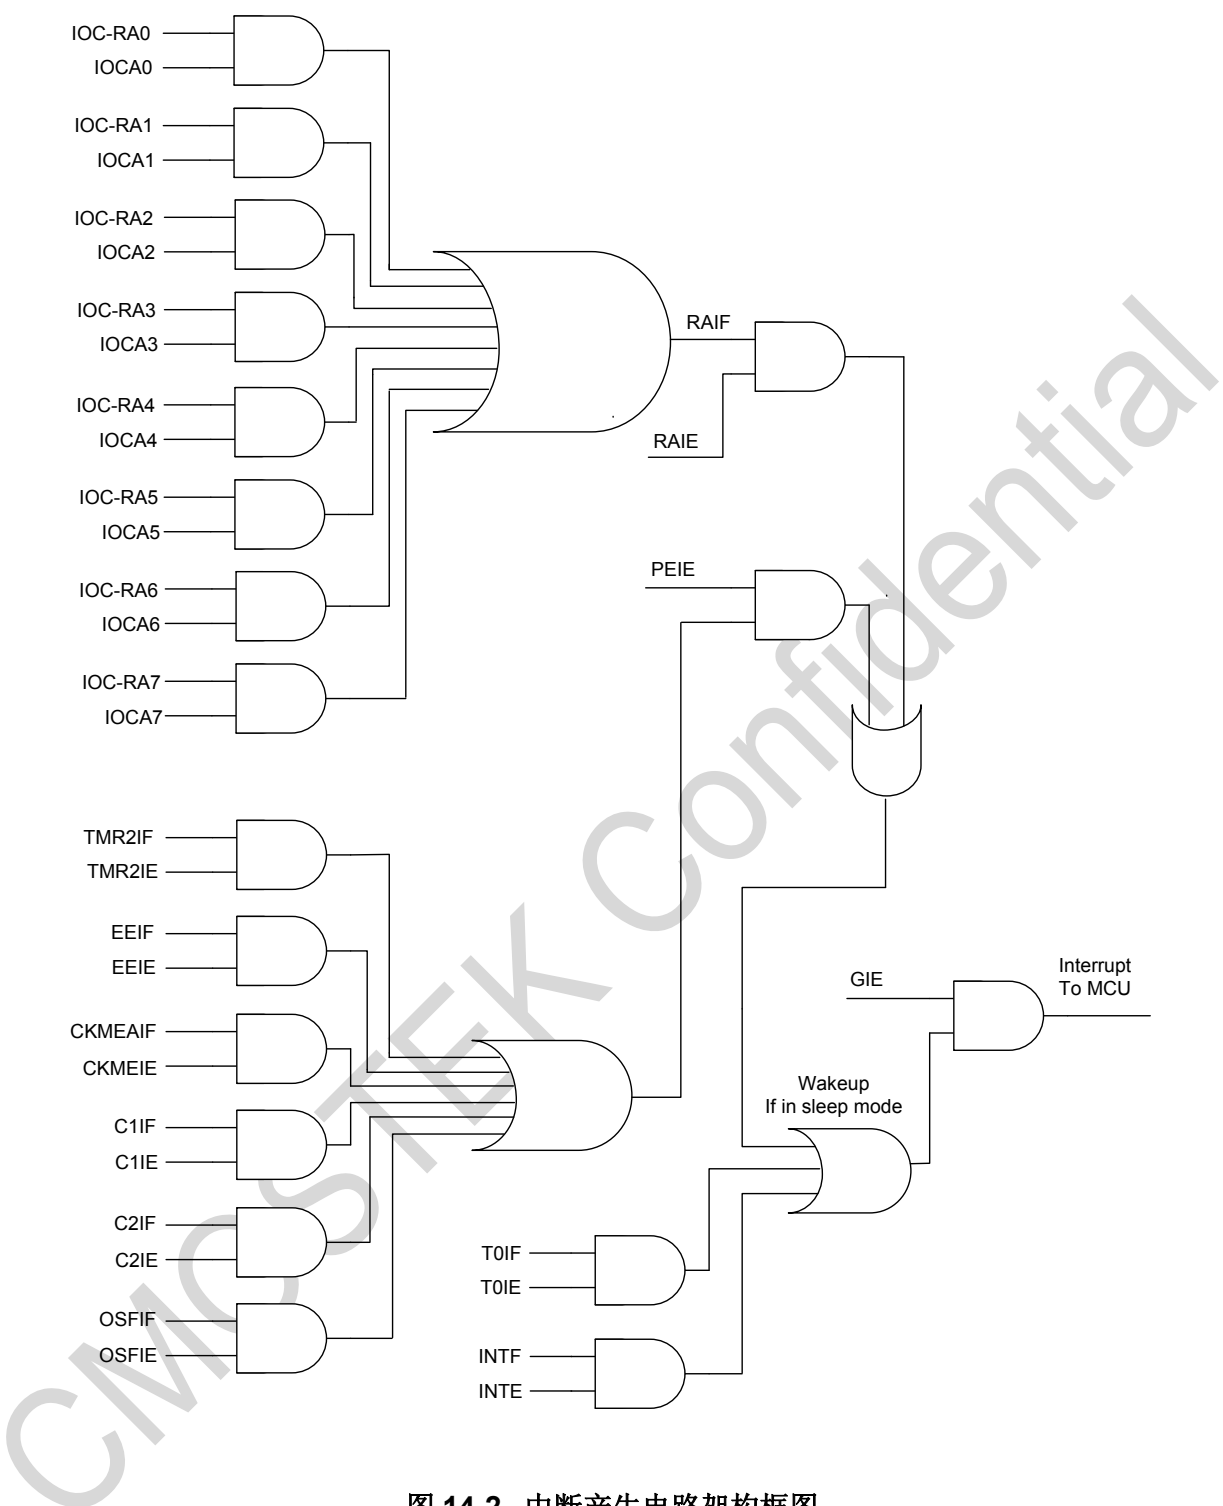 IOC-RA0
IOCA0
IOC-RA1
IOCA1
IOC-RA2
IOCA2
IOC-RA3
IOCA3
IOC-RA4
IOCA4
IOC-RA5
IOCA5
IOC-RA6
IOCA6
IOC-RA7
IOCA7
RAIF
RAIE
PEIE
TMR2IF
TMR2IE
EEIF
EEIE
CKMEAIF
CKMEIE
C1IF
C1IE
C2IF
C2IE
OSFIF
OSFIE
GIE
Interrupt
To MCU
Wakeup
If in sleep mode
T0IF
T0IE
INTF
INTE
CMOSTEK Confidential
图 14-2 中断产生电路架构框图